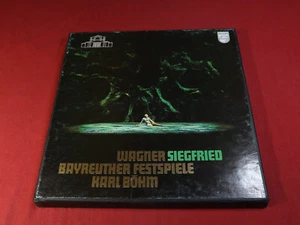 WAGNER SIEGFRIED
BAYREUTHER FESTSPIELE
KARL BÖHM